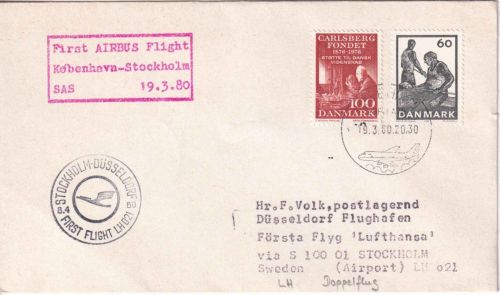 First AIRBUS Flight
København-Stockholm
SAS 19.3.80
CARLSBERG
FONDET
1876-1976
STØTTE TIL DANSK
VIDENSKAB
100
DANMARK
60
DANMARK
19.3.80.20.30
STOCKHOLM-DÜSSELDORF
8.4 80
FIRST FLIGHT LH021
Hr.F.Volk,postlagernd
Düsseldorf Flughafen
Första Flyg 'Lufthansa'
via S 100 01 STOCKHOLM
Sweden (Airport) LH o21
LH Doppelflug